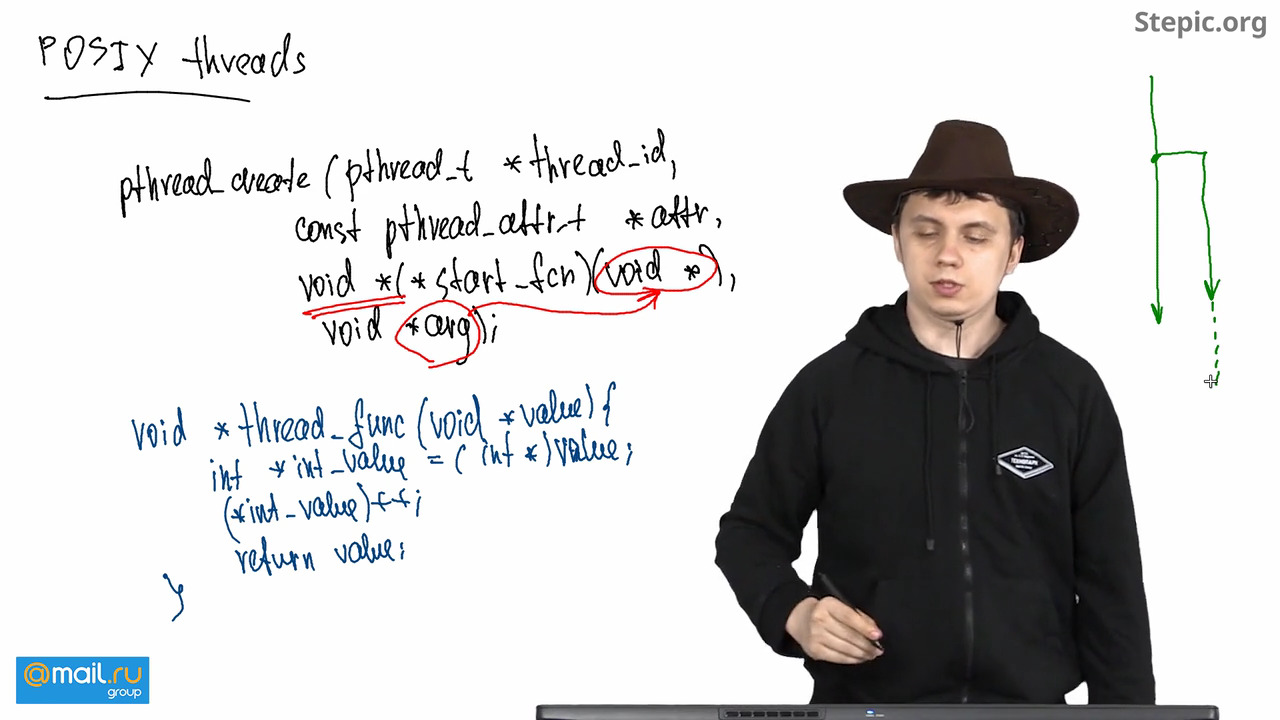 Stepic.org
POSIX threads
pthread_create (pthread_t *thread_id,
const pthread_attr_t *attr,
void *(*start_fcn)(void *),
void *arg);
void *thread_func (void *value) {
int *int_value = (int *)value;
(*int_value)++;
return value;
}
@mail.ru
group